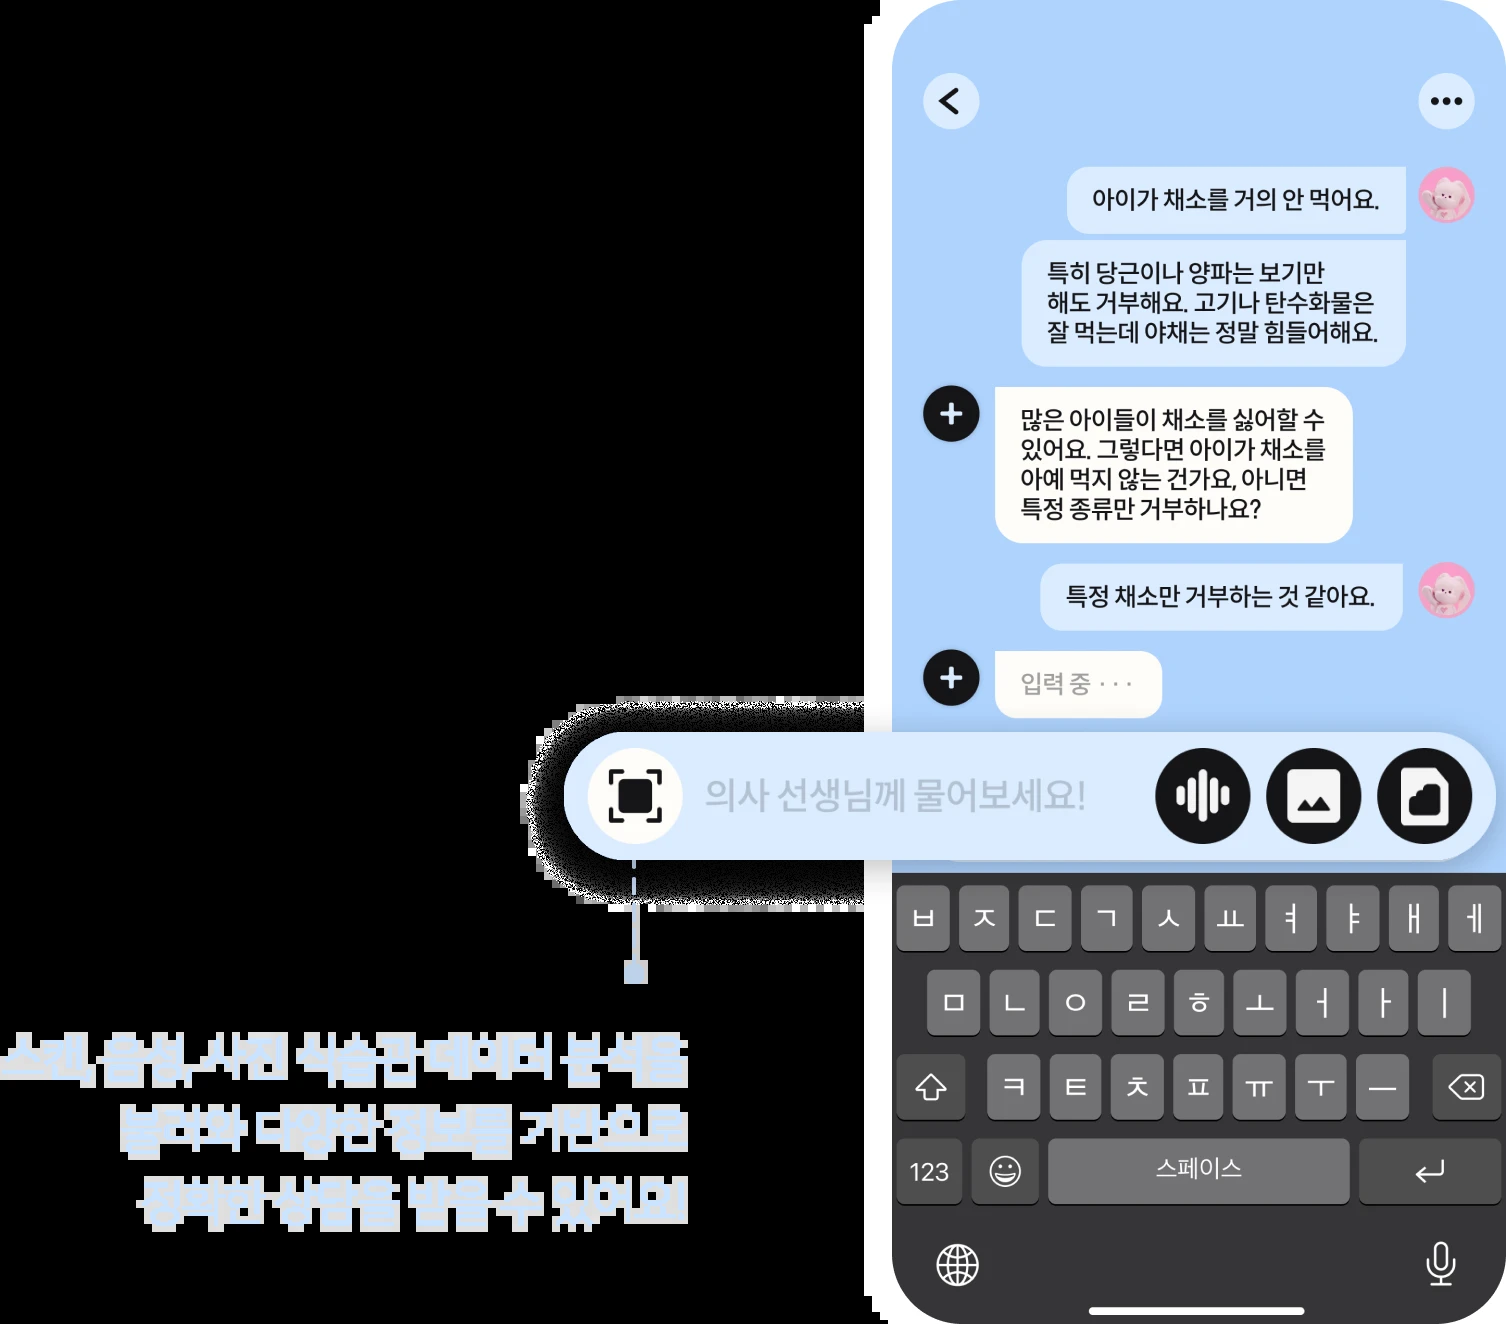 아이가 채소를 거의 안 먹어요.
특히 당근이나 양파는 보기만
해도 거부해요. 고기나 탄수화물은
잘 먹는데 야채는 정말 힘들어해요.
많은 아이들이 채소를 싫어할 수
있어요. 그렇다면 아이가 채소를
아예 먹지 않는 건가요, 아니면
특정 종류만 거부하나요?
특정 채소만 거부하는 것 같아요.
입력 중 · · ·
의사 선생님께 물어보세요!
ㅂ ㅈ ㄷ ㄱ ㅅ ㅛ ㅕ ㅑ ㅐ ㅔ
ㅁ ㄴ ㅇ ㄹ ㅎ ㅗ ㅓ ㅏ ㅣ
ㅋ ㅌ ㅊ ㅍ ㅠ ㅜ ㅡ
123 스페이스
스캔, 음성, 사진 식습관 데이터 분석을
불러와 다양한 정보를 기반으로
정확한 상담을 받을 수 있어요!